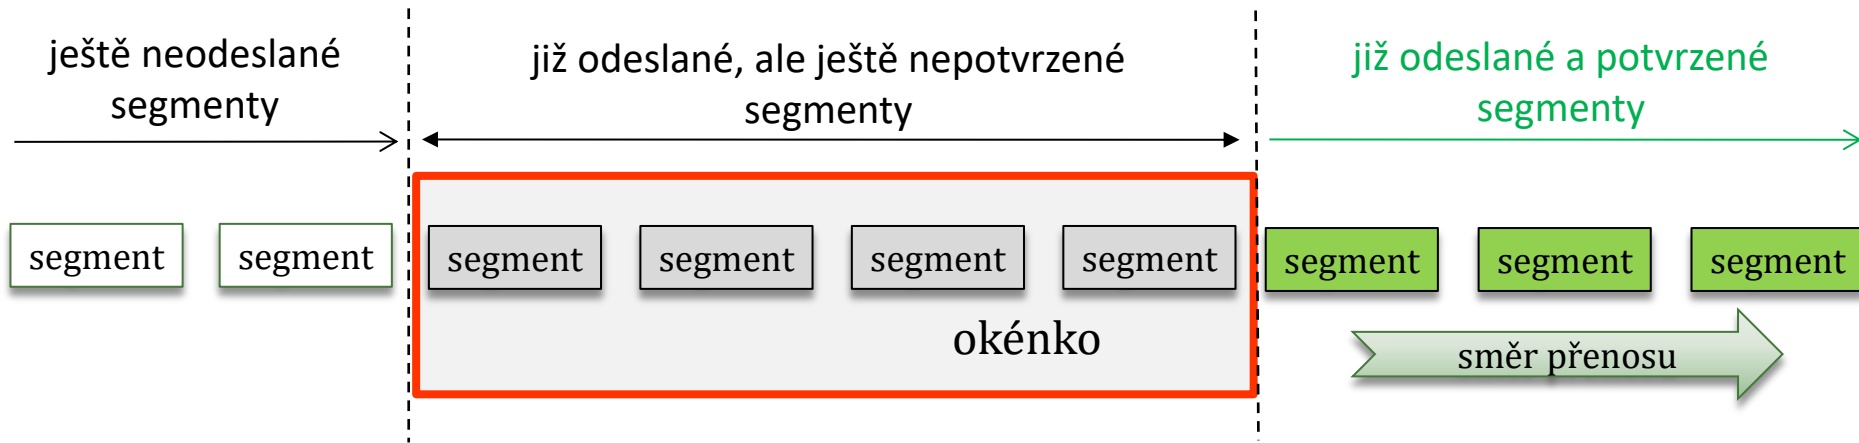 ještě neodeslané
segmenty
již odeslané, ale ještě nepotvrzené
segmenty
již odeslané a potvrzené
segmenty
segment
segment
segment
segment
segment
segment
segment
segment
segment
okénko
směr přenosu